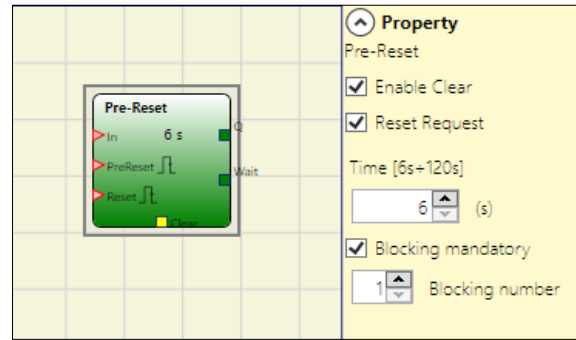 Pre-Reset
In 6 s
Q
PreReset
Wait
Reset
Clear
Property
Pre-Reset
Enable Clear
Reset Request
Time [6s÷120s]
6 (s)
Blocking mandatory
1 Blocking number